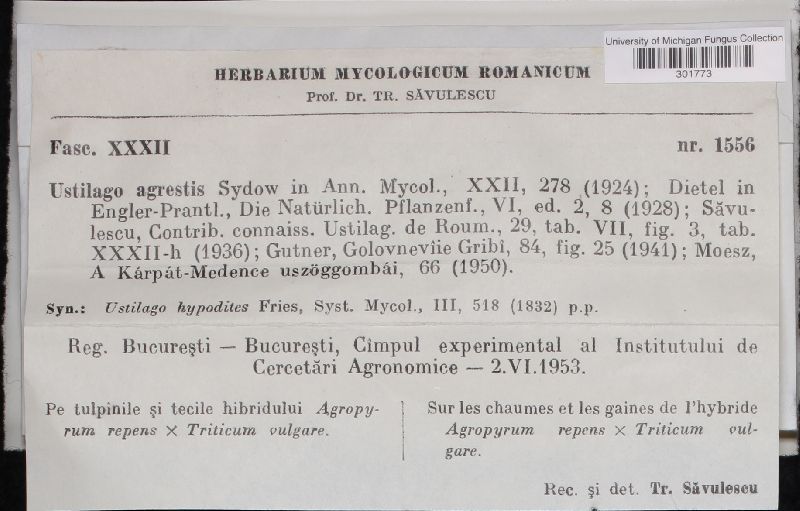 University of Michigan Fungus Collection
301773
HERBARIUM MYCOLOGICUM ROMANICUM
Prof. Dr. TR. SĂVULESCU
Fasc. XXXII nr. 1556
Ustilago agrestis Sydow in Ann. Mycol., XXII, 278 (1924); Dietel in
Engler-Prantl., Die Natürlich. Pflanzenf., VI, ed. 2, 8 (1928); Săvu-
lescu, Contrib. connaiss. Ustilag. de Roum., 29, tab. VII, fig. 3, tab.
XXXII-h (1936); Gutner, Golovneviie Gribî, 84, fig. 25 (1941); Moesz,
A Kárpát-Medence uszöggombái, 66 (1950).
Syn.: Ustilago hypodites Fries, Syst. Mycol., III, 518 (1832) p.p.
Reg. Bucureşti — Bucureşti, Cîmpul experimental al Institutului de
Cercetări Agronomice — 2.VI.1953.
Pe tulpinile şi tecile hibridului Agropy-
rum repens × Triticum vulgare.
Sur les chaumes et les gaines de l'hybride
Agropyrum repens × Triticum vul-
gare.
Rec. şi det. Tr. Săvulescu